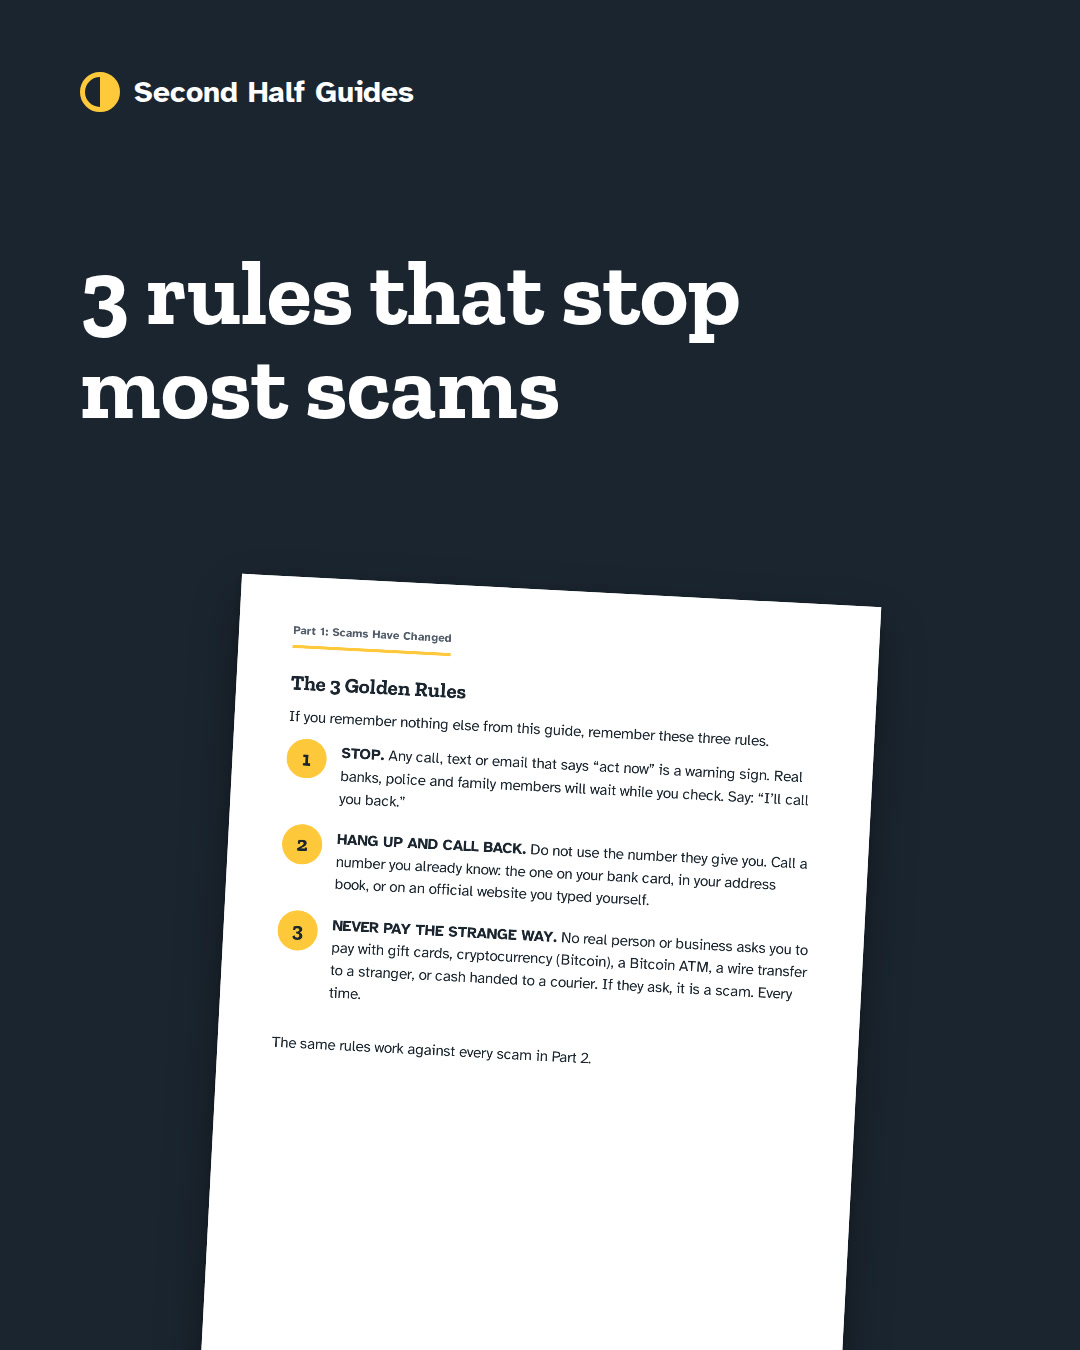 Second Half Guides
3 rules that stop
most scams
Part 1: Scams Have Changed
The 3 Golden Rules
If you remember nothing else from this guide, remember these three rules.
1
STOP. Any call, text or email that says “act now” is a warning sign. Real
banks, police and family members will wait while you check. Say: “I’ll call
you back.”
2
HANG UP AND CALL BACK. Do not use the number they give you. Call a
number you already know: the one on your bank card, in your address
book, or on an official website you typed yourself.
3
NEVER PAY THE STRANGE WAY. No real person or business asks you to
pay with gift cards, cryptocurrency (Bitcoin), a Bitcoin ATM, a wire transfer
to a stranger, or cash handed to a courier. If they ask, it is a scam. Every
time.
The same rules work against every scam in Part 2.